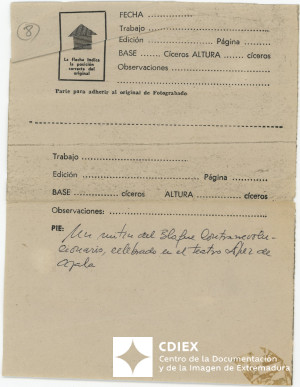 8
FECHA
Trabajo
Edición Página
BASE Cíceros ALTURA cíceros
Observaciones:
La flecha indica
la posición
correcta del
original
Parte para adherir al original de Fotograbado
Trabajo
Edición Página
BASE cíceros ALTURA cíceros
Observaciones:
PIE: Un mitin del Bloque Contrarrevolu-
cionario, celebrado en el teatro López de
Ayala
CDIEX
Centro de la Documentación
y de la Imagen de Extremadura